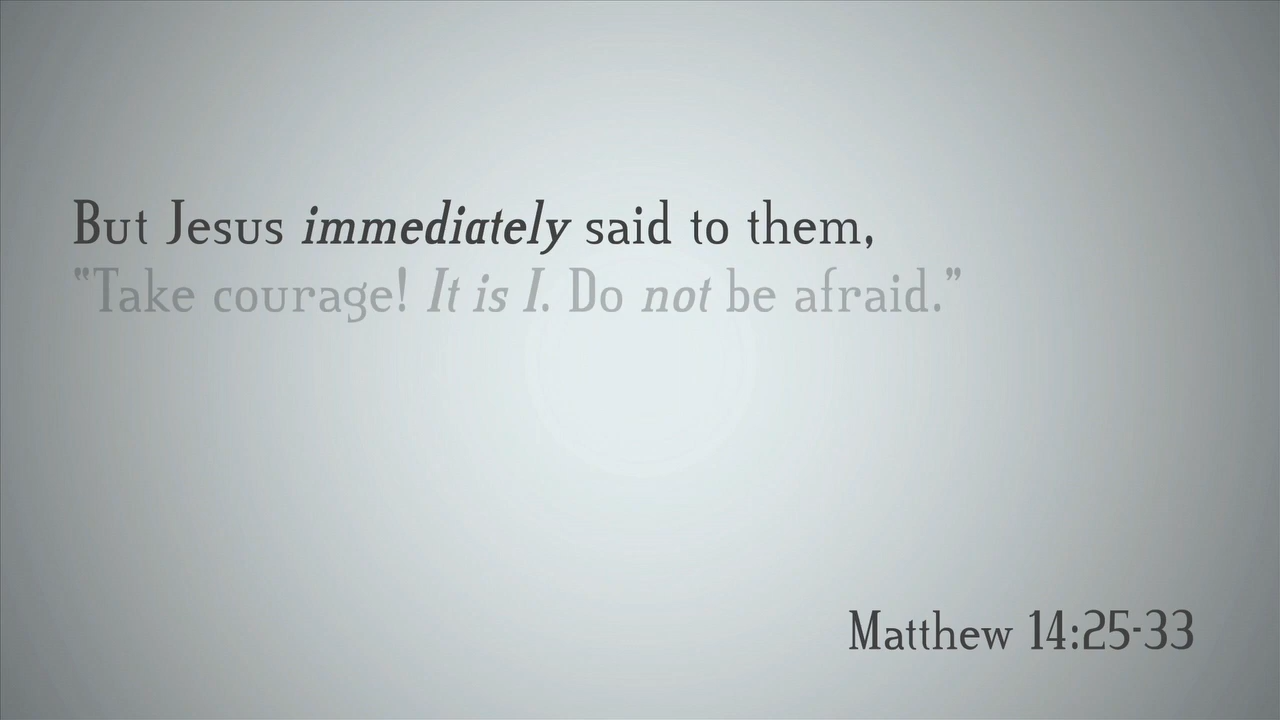 But Jesus immediately said to them,
“Take courage! It is I. Do not be afraid.”
Matthew 14:25-33